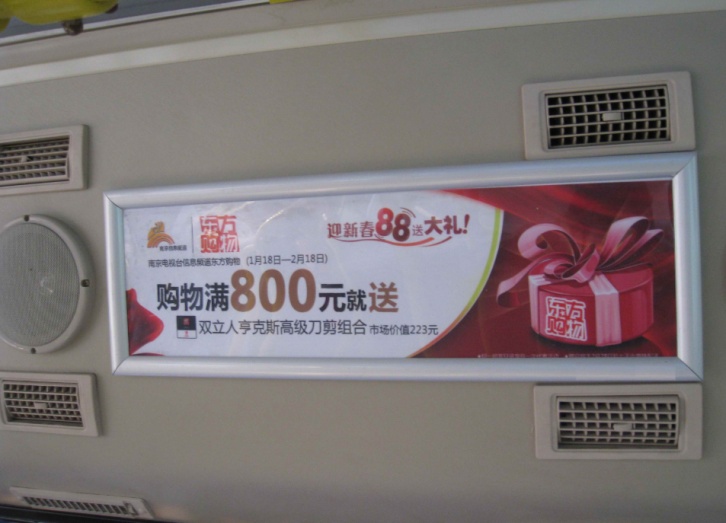 东方
购物
迎新春88送大礼!
南京电视台信息频道东方购物 (1月18日—2月18日)
购物满800元就送
双立人亨克斯高级刀剪组合 市场价值223元
东方
购物